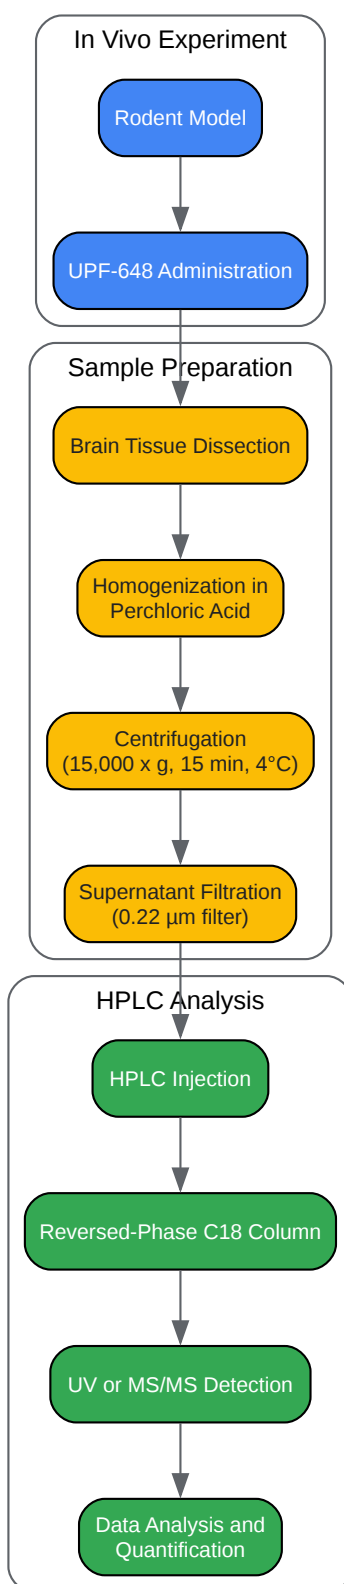 In Vivo Experiment
Rodent Model
UPF-648 Administration
Sample Preparation
Brain Tissue Dissection
Homogenization in
Perchloric Acid
Centrifugation
(15,000 x g, 15 min, 4°C)
Supernatant Filtration
(0.22 µm filter)
HPLC Analysis
HPLC Injection
Reversed-Phase C18 Column
UV or MS/MS Detection
Data Analysis and
Quantification